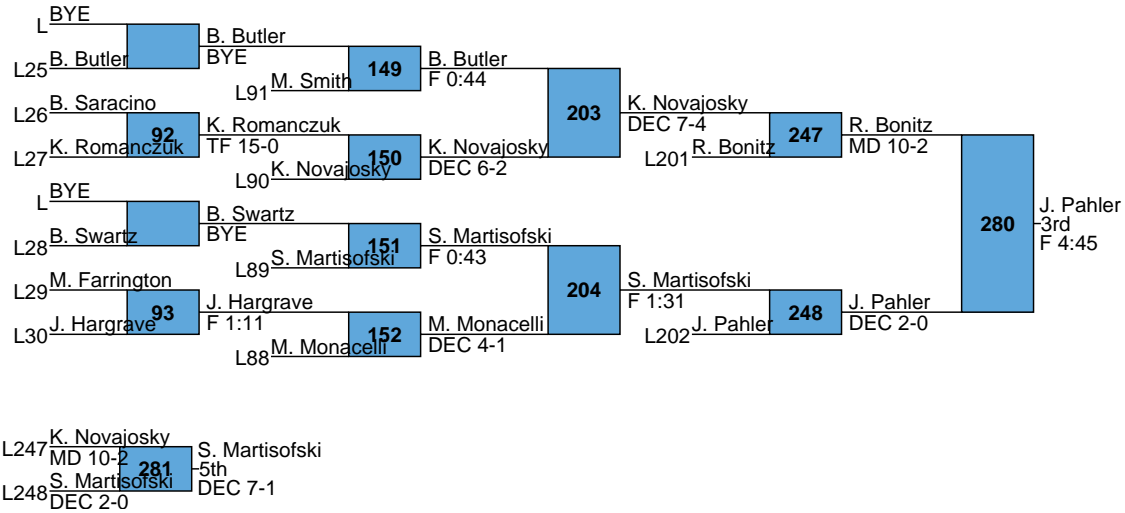 L BYE
L25 B. Butler
B. Butler
BYE
L91 M. Smith
149
B. Butler
F 0:44
L26 B. Saracino
92
L27 K. Romanczuk
K. Romanczuk
TF 15-0
L90 K. Novajosky
150
K. Novajosky
DEC 6-2
203
K. Novajosky
DEC 7-4
L201 R. Bonitz
247
R. Bonitz
MD 10-2
L BYE
L28 B. Swartz
B. Swartz
BYE
L89 S. Martisofski
151
S. Martisofski
F 0:43
L29 M. Farrington
93
L30 J. Hargrave
J. Hargrave
F 1:11
L88 M. Monacelli
152
M. Monacelli
DEC 4-1
204
S. Martisofski
F 1:31
L202 J. Pahler
248
J. Pahler
DEC 2-0
280
J. Pahler
3rd
F 4:45
L247 K. Novajosky
MD 10-2
281
L248 S. Martisofski
DEC 2-0
S. Martisofski
5th
DEC 7-1